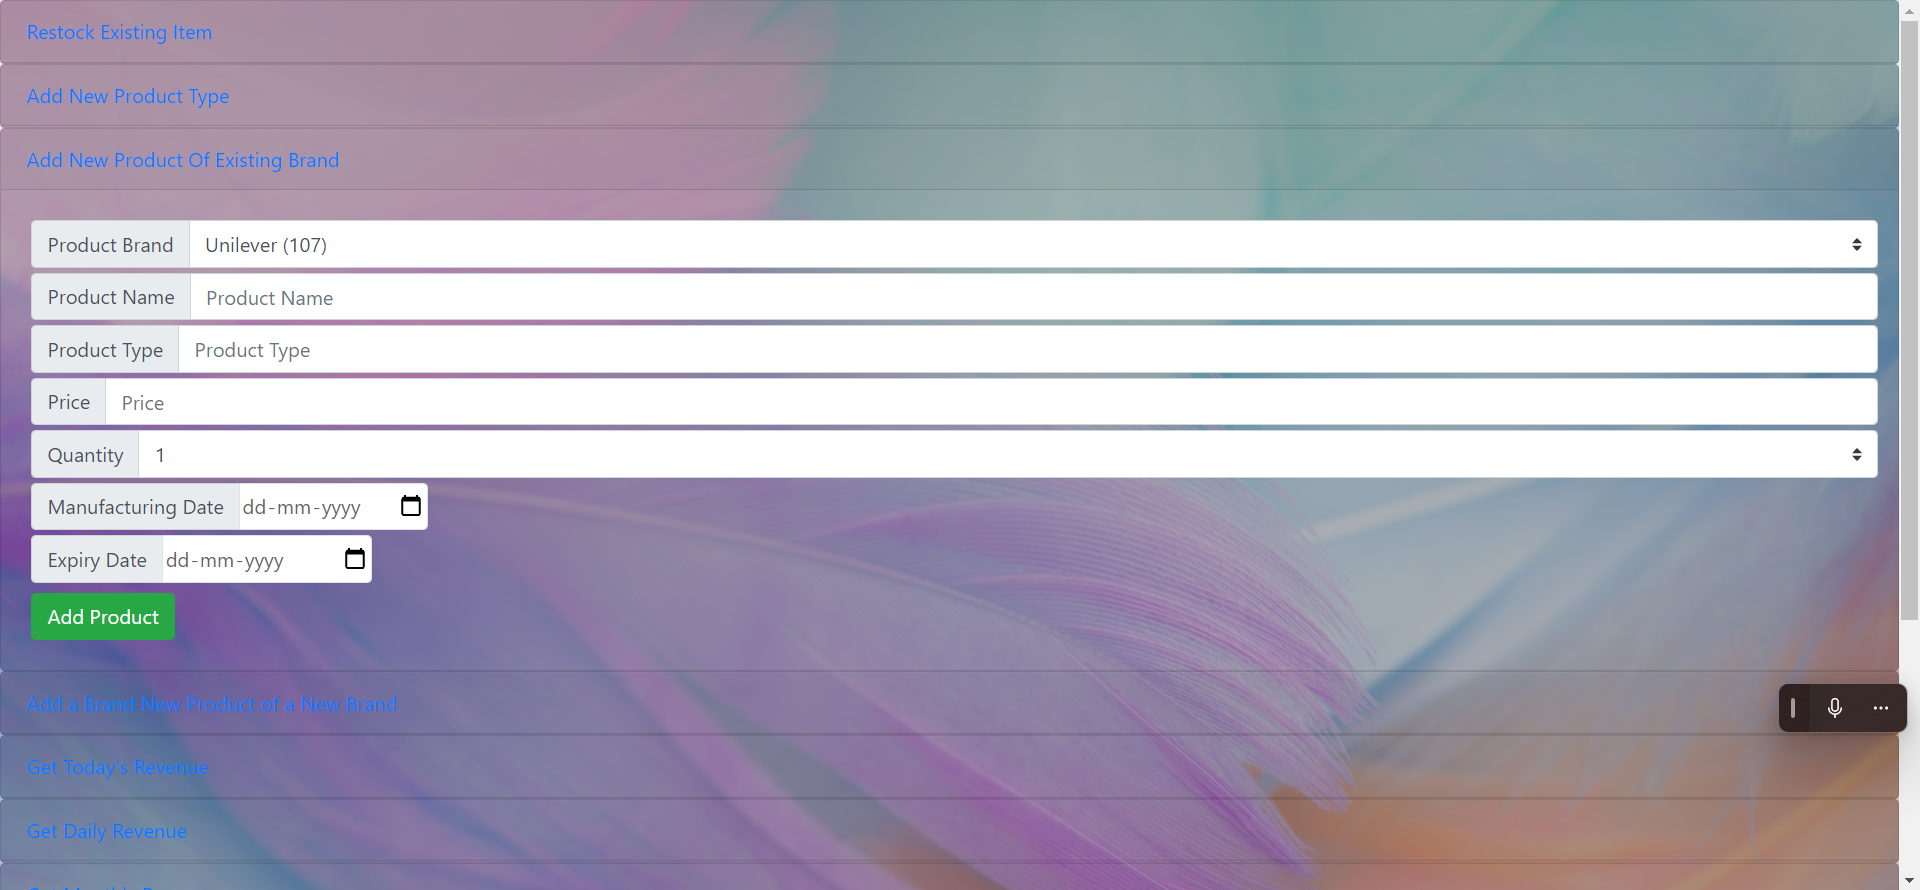 Restock Existing Item
Add New Product Type
Add New Product Of Existing Brand
Product Brand Unilever (107)
Product Name Product Name
Product Type Product Type
Price Price
Quantity 1
Manufacturing Date dd-mm-yyyy
Expiry Date dd-mm-yyyy
Add Product
Add a Brand New Product of a New Brand
Get Today's Revenue
Get Daily Revenue